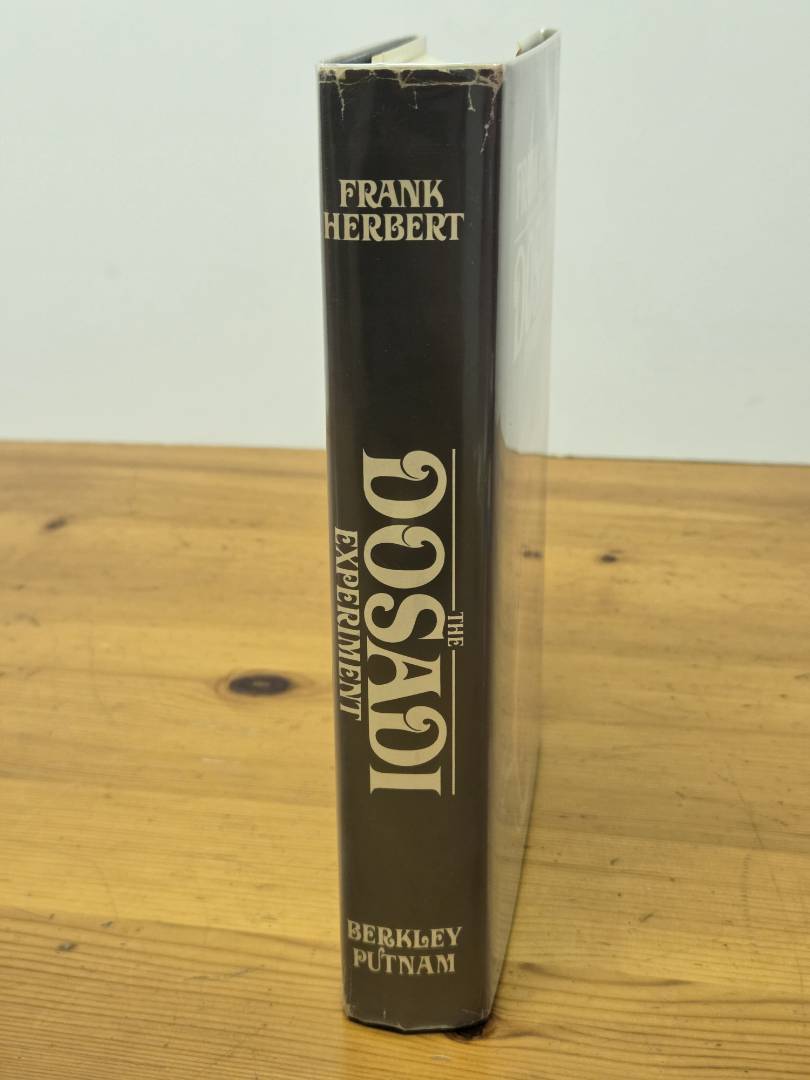 FRANK
HERBERT
THE
DOSADI
EXPERIMENT
BERKLEY
PUTNAM